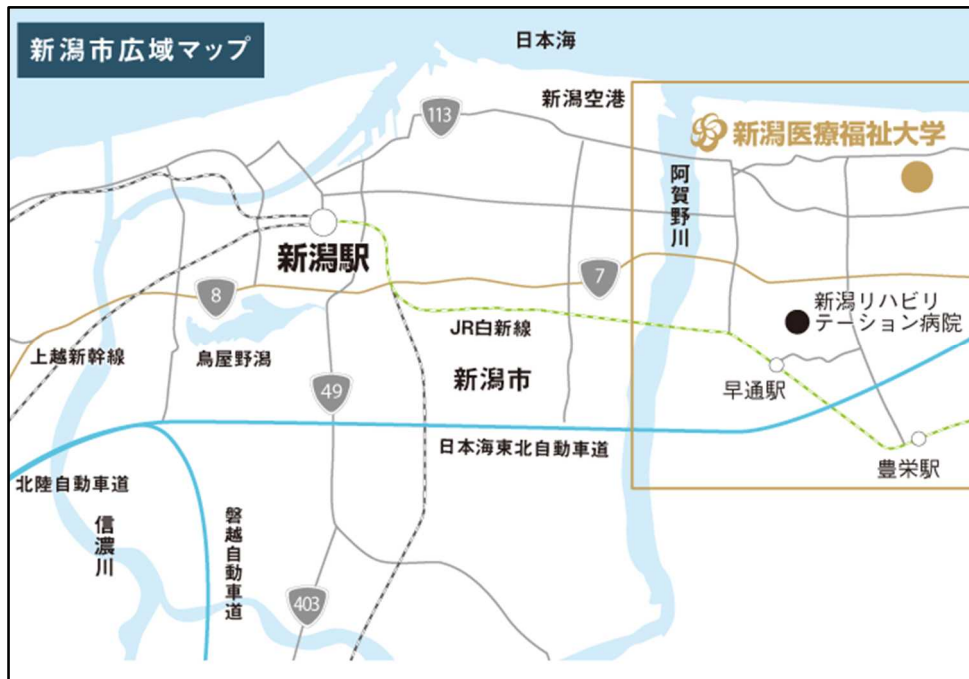 新潟市広域マップ
日本海
新潟空港
113
新潟医療福祉大学
阿賀野川
新潟駅
7
8
新潟リハビリ
テーション病院
JR白新線
上越新幹線
鳥屋野潟
新潟市
49
早通駅
日本海東北自動車道
豊栄駅
北陸自動車道
信濃川
磐越自動車道
403